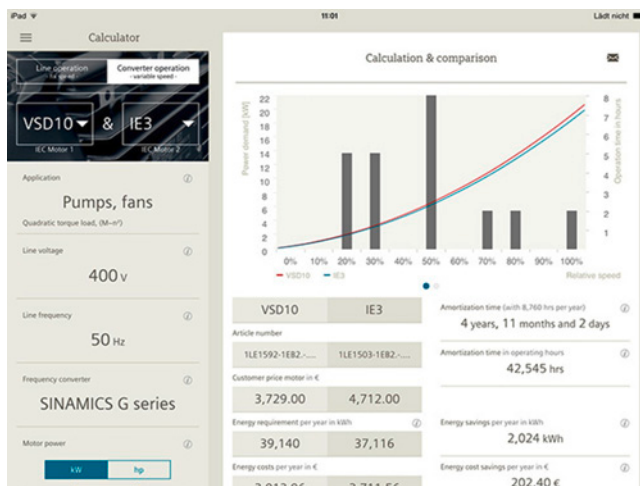 iPad
11:01
Lädt nicht
Calculator
Line operation
- fix speed -
Converter operation
- variable speed -
VSD10 & IE3
IEC Motor 1
IEC Motor 2
Application
Pumps, fans
Quadratic torque load, (M~n²)
Line voltage
400 V
Line frequency
50 Hz
Frequency converter
SINAMICS G series
Motor power
kW
hp
Calculation & comparison
Power demand [kW]
22
20
18
16
14
12
10
8
6
4
2
0
8
7
6
5
4
3
2
1
Operation time in hours
0% 10% 20% 30% 40% 50% 60% 70% 80% 90% 100%
VSD10 IE3
Relative speed
VSD10 IE3
Article number
1LE1592-1EB2.-.... 1LE1503-1EB2.-....
Customer price motor in €
3,729.00 4,712.00
Energy requirement per year in kWh
39,140 37,116
Energy costs per year in €
3,913.96 3,711.56
Amortization time (with 8,760 hrs per year)
4 years, 11 months and 2 days
Amortization time in operating hours
42,545 hrs
Energy savings per year in kWh
2,024 kWh
Energy cost savings per year in €
202.40 €